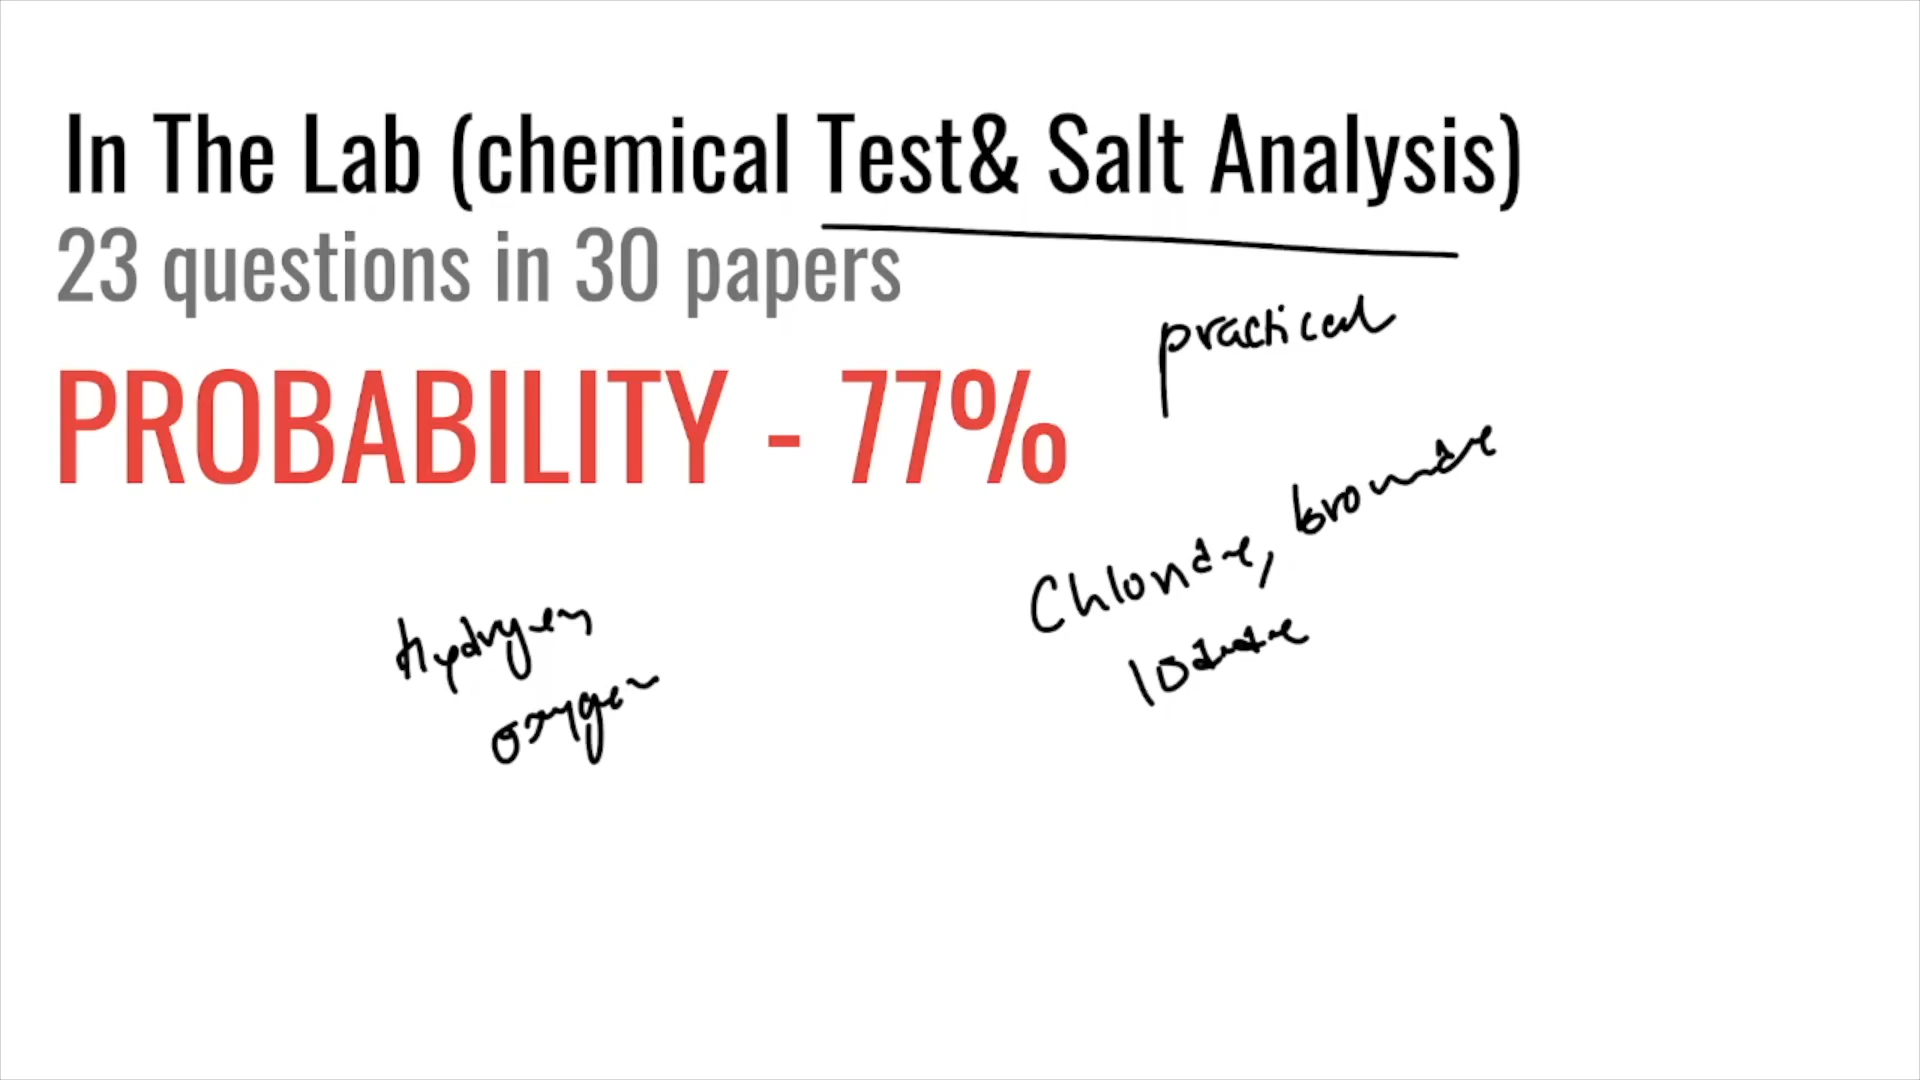 In The Lab (chemical Test& Salt Analysis)
23 questions in 30 papers
practical
PROBABILITY - 77%
Chloride, bromide
Iodide
hydrogen
oxygen